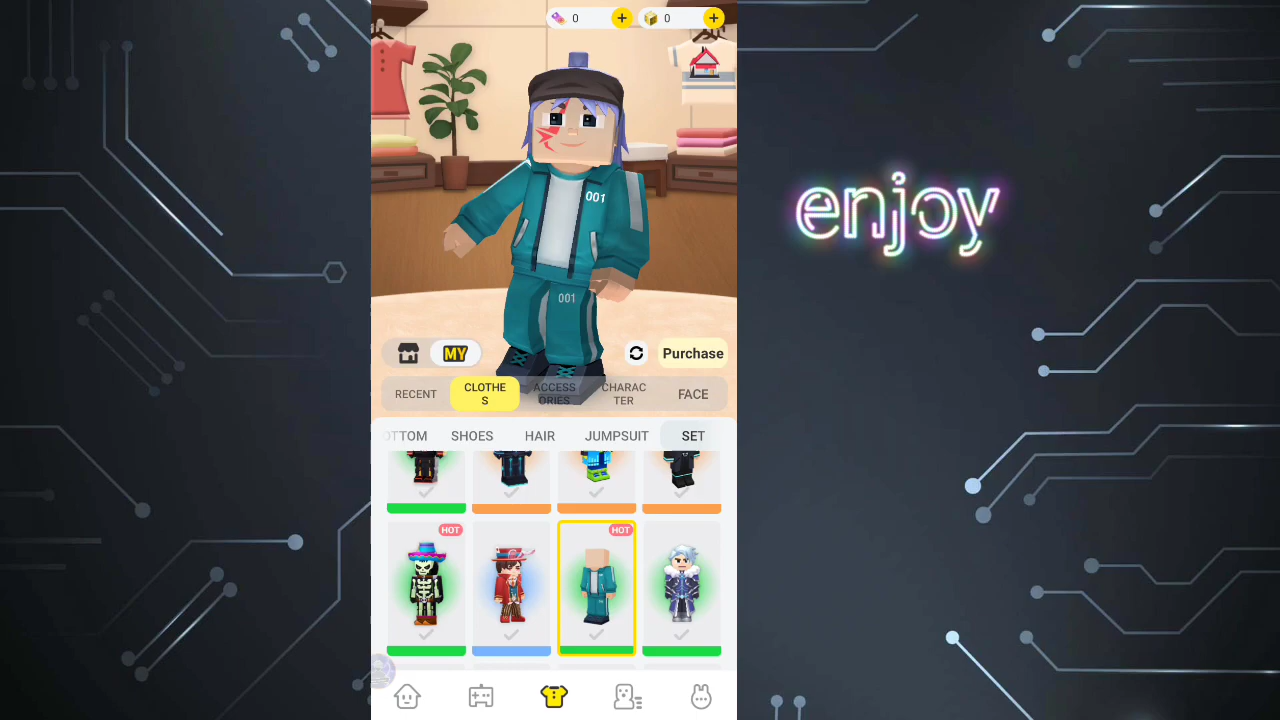 0 + 0 +
001
001
MY
Purchase
RECENT CLOTHE
S ACCESS
ORIES CHARAC
TER FACE
OTTOM SHOES HAIR JUMPSUIT SET
HOT HOT
enjoy